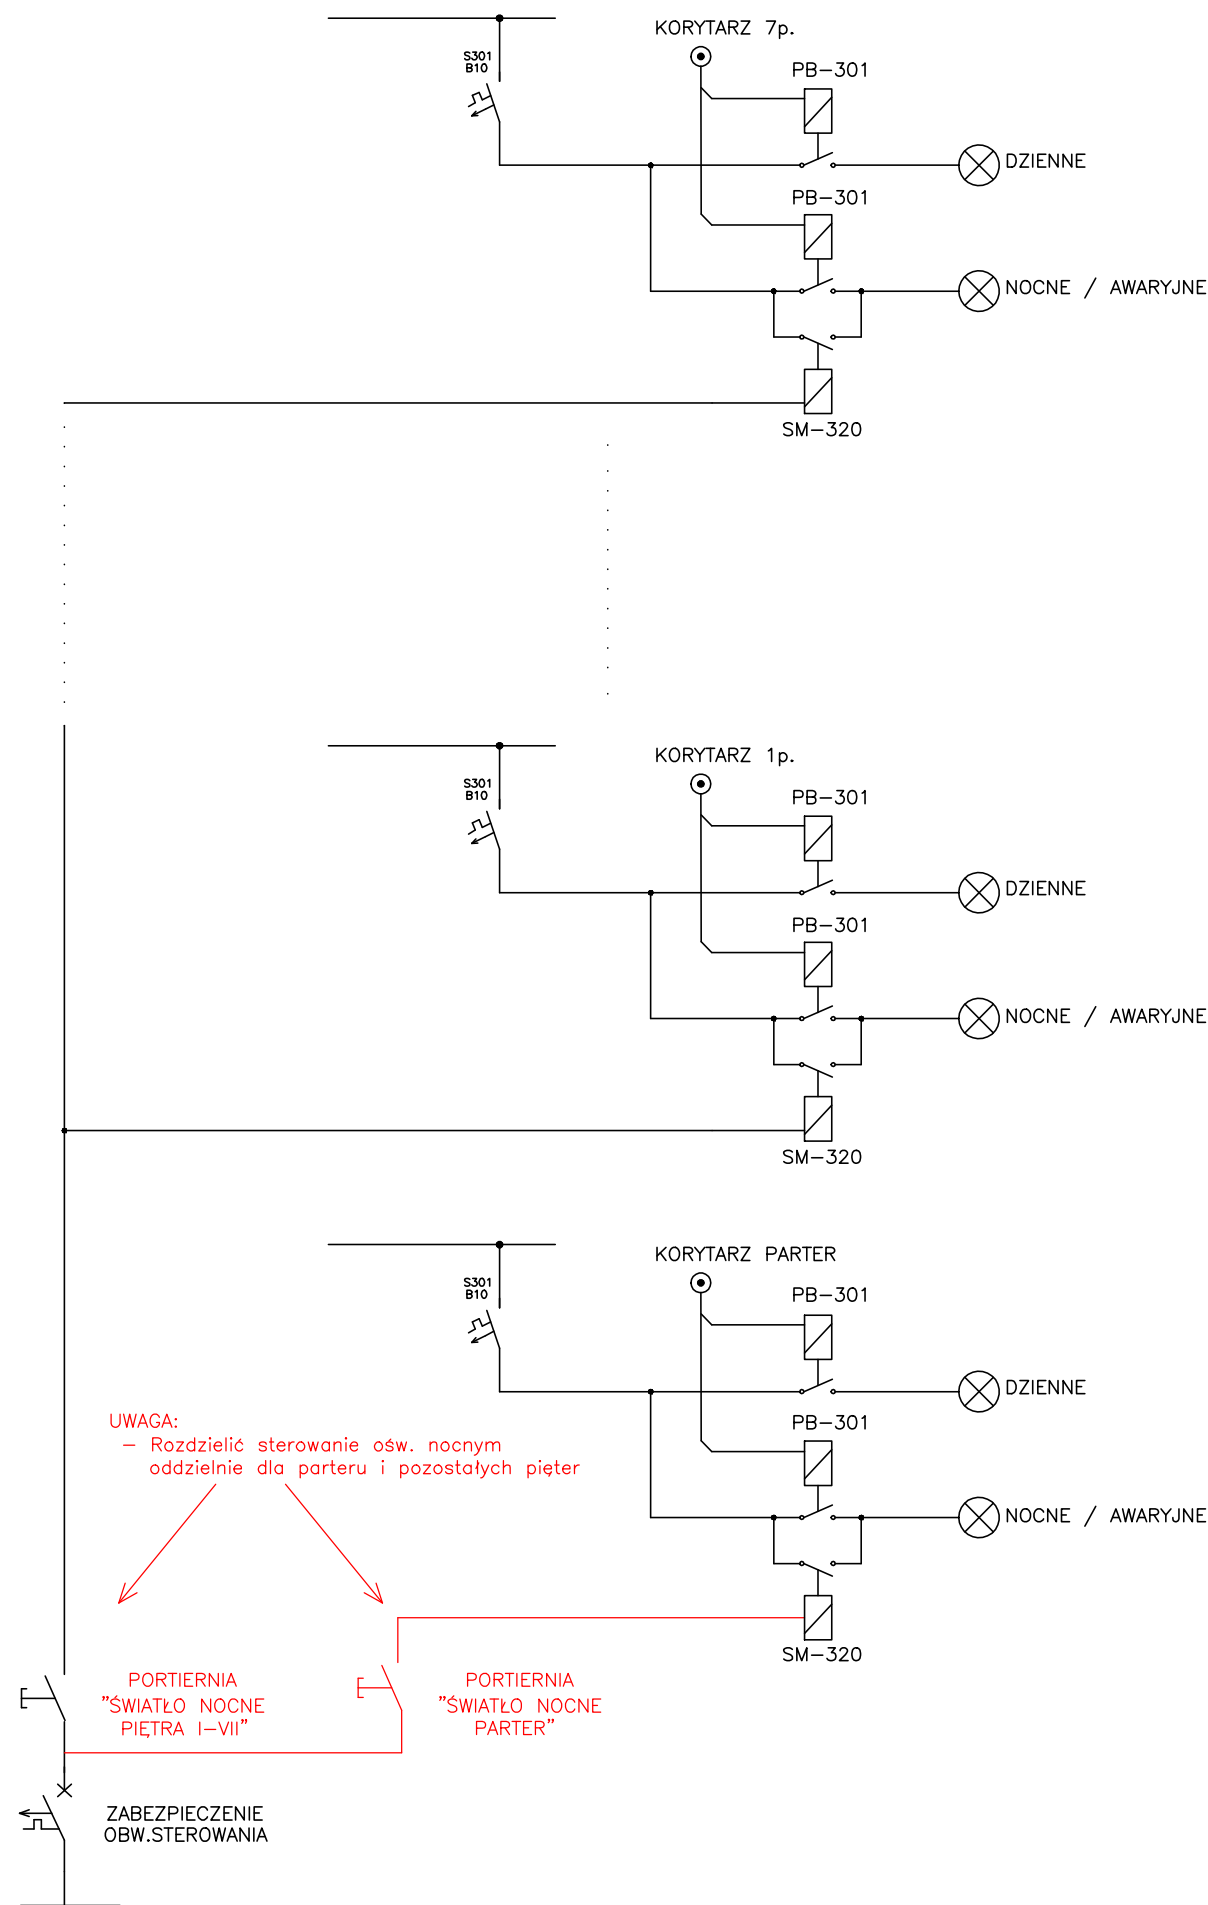 KORYTARZ 7p.
S301
B10
PB-301
DZIENNE
PB-301
NOCNE / AWARYJNE
SM-320
KORYTARZ 1p.
S301
B10
PB-301
DZIENNE
PB-301
NOCNE / AWARYJNE
SM-320
KORYTARZ PARTER
S301
B10
PB-301
DZIENNE
PB-301
NOCNE / AWARYJNE
SM-320
UWAGA:
- Rozdzielić sterowanie ośw. nocnym
oddzielnie dla parteru i pozostałych pięter
PORTIERNIA
"ŚWIATŁO NOCNE
PIĘTRA I-VII"
PORTIERNIA
"ŚWIATŁO NOCNE
PARTER"
ZABEZPIECZENIE
OBW.STEROWANIA